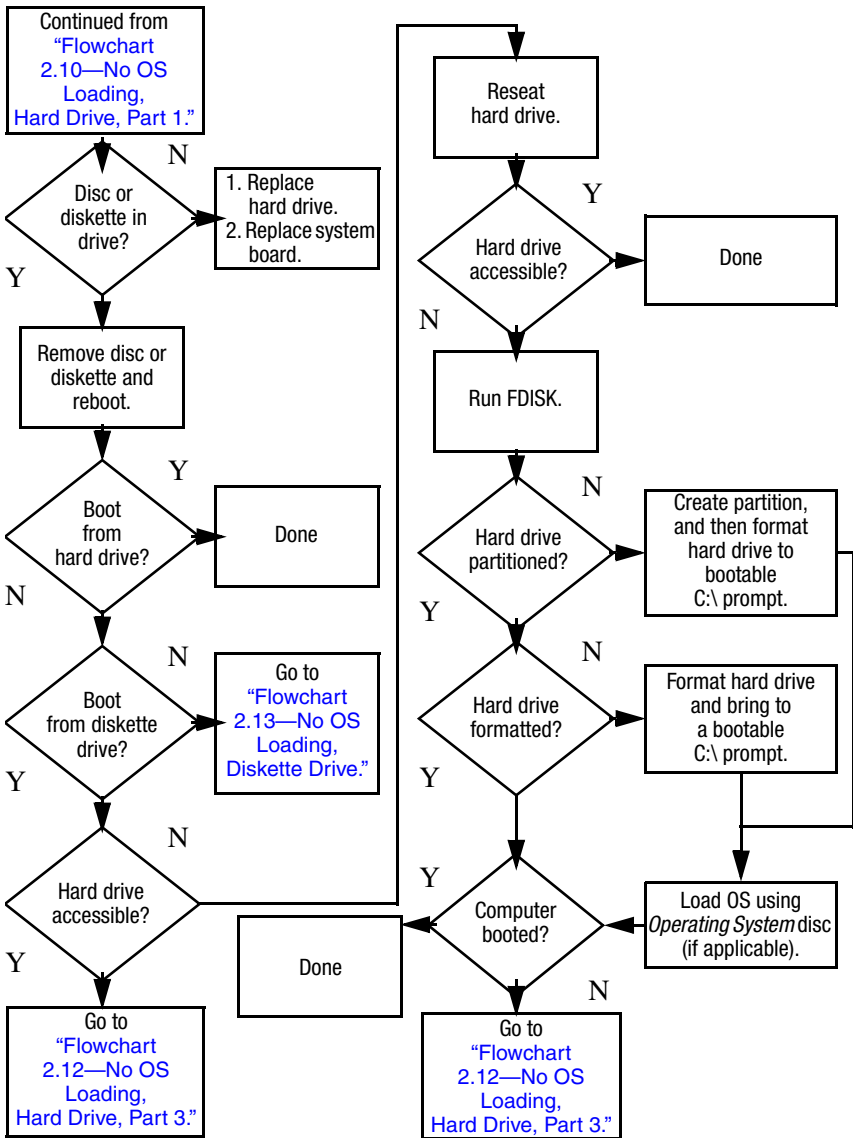 Continued from
“Flowchart
2.10—No OS
Loading,
Hard Drive, Part 1.”
N
Disc or
diskette in
drive?
1. Replace
hard drive.
2. Replace system
board.
Y
Remove disc or
diskette and
reboot.
Y
Boot
from
hard drive?
Done
N
N
Boot
from diskette
drive?
Go to
“Flowchart
2.13—No OS
Loading,
Diskette Drive.”
Y
N
Hard drive
accessible?
Y
Go to
“Flowchart
2.12—No OS
Loading,
Hard Drive, Part 3.”
Reseat
hard drive.
Y
Hard drive
accessible?
Done
N
Run FDISK.
N
Hard drive
partitioned?
Create partition,
and then format
hard drive to
bootable
C:\ prompt.
Y
N
Hard drive
formatted?
Format hard drive
and bring to
a bootable
C:\ prompt.
Y
Y
Computer
booted?
Load OS using
Operating System disc
(if applicable).
Done
N
Go to
“Flowchart
2.12—No OS
Loading,
Hard Drive, Part 3.”